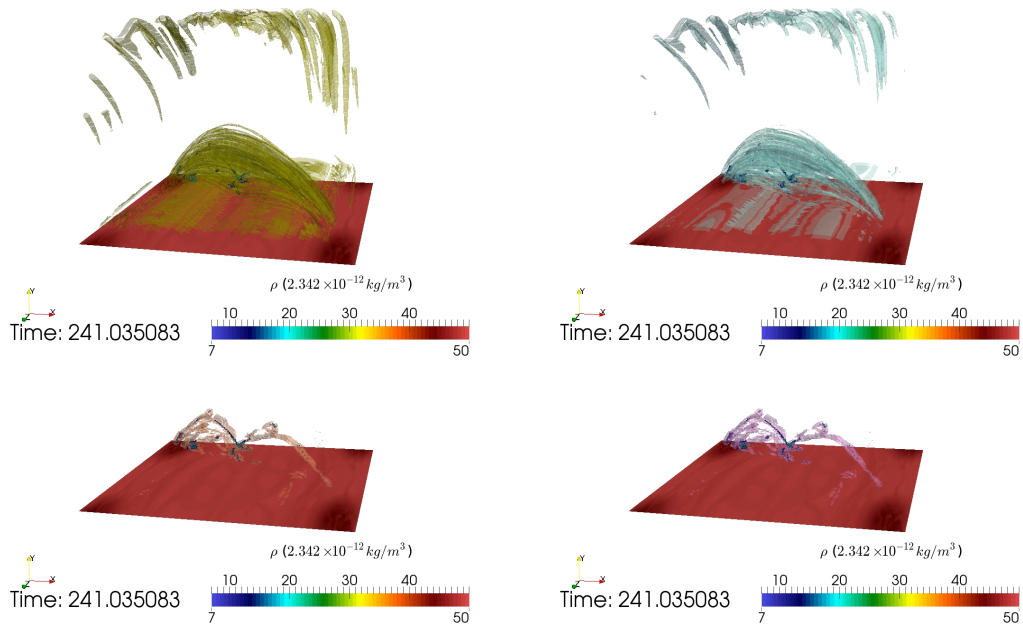 ρ (2.342 ×10⁻¹² kg/m³) ρ (2.342 ×10⁻¹² kg/m³)
Y Y
10 20 30 40 10 20 30 40
Z X Z X
Time: 241.035083 Time: 241.035083
7 50 7 50
ρ (2.342 ×10⁻¹² kg/m³) ρ (2.342 ×10⁻¹² kg/m³)
Y Y
10 20 30 40 10 20 30 40
Z X Z X
Time: 241.035083 Time: 241.035083
7 50 7 50